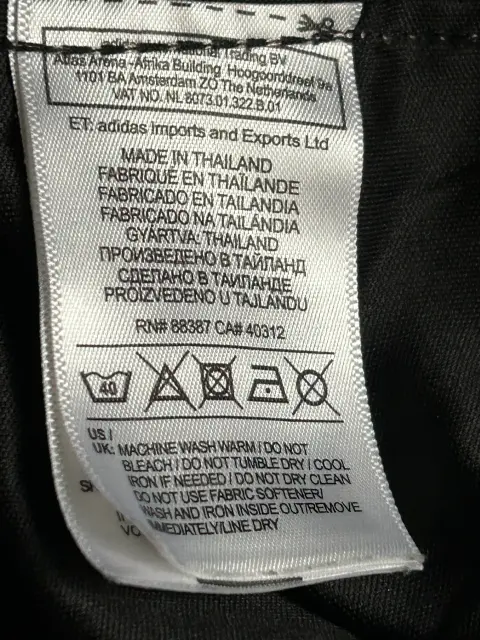 Trading BV
Atlas Arena -Afrika Building Hoogoorddreef 9a
1101 BA Amsterdam ZO The Netherlands
VAT NO. NL 8073.01.322.B.01
ET: adidas Imports and Exports Ltd
MADE IN THAILAND
FABRIQUE EN THAÏLANDE
FABRICADO EN TAILANDIA
FABRICADO NA TAILÂNDIA
GYÁRTVA: THAILAND
ПРОИЗВЕДЕНО В ТАЙЛАНД
СДЕЛАНО В ТАИЛАНДЕ
PROIZVEDENO U TAJLANDU
RN# 88387 CA# 40312
40
US /
UK: MACHINE WASH WARM / DO NOT
BLEACH / DO NOT TUMBLE DRY / COOL
IRON IF NEEDED / DO NOT DRY CLEAN
DO NOT USE FABRIC SOFTENER/
WASH AND IRON INSIDE OUT/REMOVE
IMMEDIATELY/LINE DRY